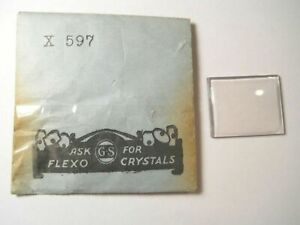 X 597
ASK GS FOR
FLEXO CRYSTALS